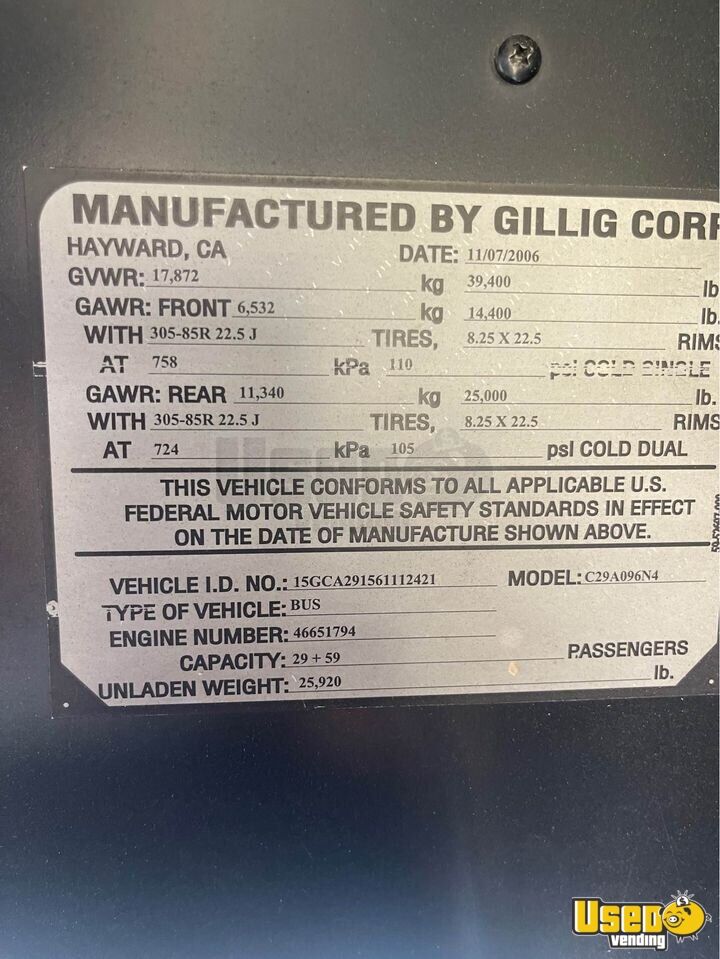 MANUFACTURED BY GILLIG CORP
HAYWARD, CA DATE: 11/07/2006
GVWR: 17,872 kg 39,400 lb
GAWR: FRONT 6,532 kg 14,400 lb.
WITH 305-85R 22.5 J TIRES, 8.25 X 22.5 RIMS
AT 758 kPa 110 psi COLD SINGLE
GAWR: REAR 11,340 kg 25,000 lb.
WITH 305-85R 22.5 J TIRES, 8.25 X 22.5 RIMS
AT 724 kPa 105 psi COLD DUAL
THIS VEHICLE CONFORMS TO ALL APPLICABLE U.S.
FEDERAL MOTOR VEHICLE SAFETY STANDARDS IN EFFECT
ON THE DATE OF MANUFACTURE SHOWN ABOVE.
VEHICLE I.D. NO.: 15GCA291561112421 MODEL: C29A096N4
TYPE OF VEHICLE: BUS
ENGINE NUMBER: 46651794
CAPACITY: 29 + 59 PASSENGERS
UNLADEN WEIGHT: 25,920 lb.
Used
vending